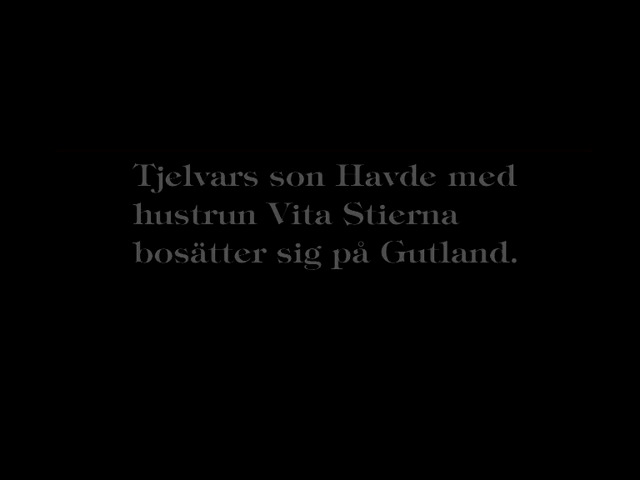 Tjelvars son Havde med
hustrun Vita Stierna
bosätter sig på Gutland.